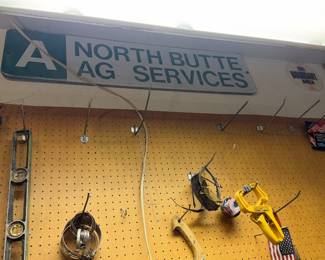 A
NORTH BUTTE
AG SERVICES